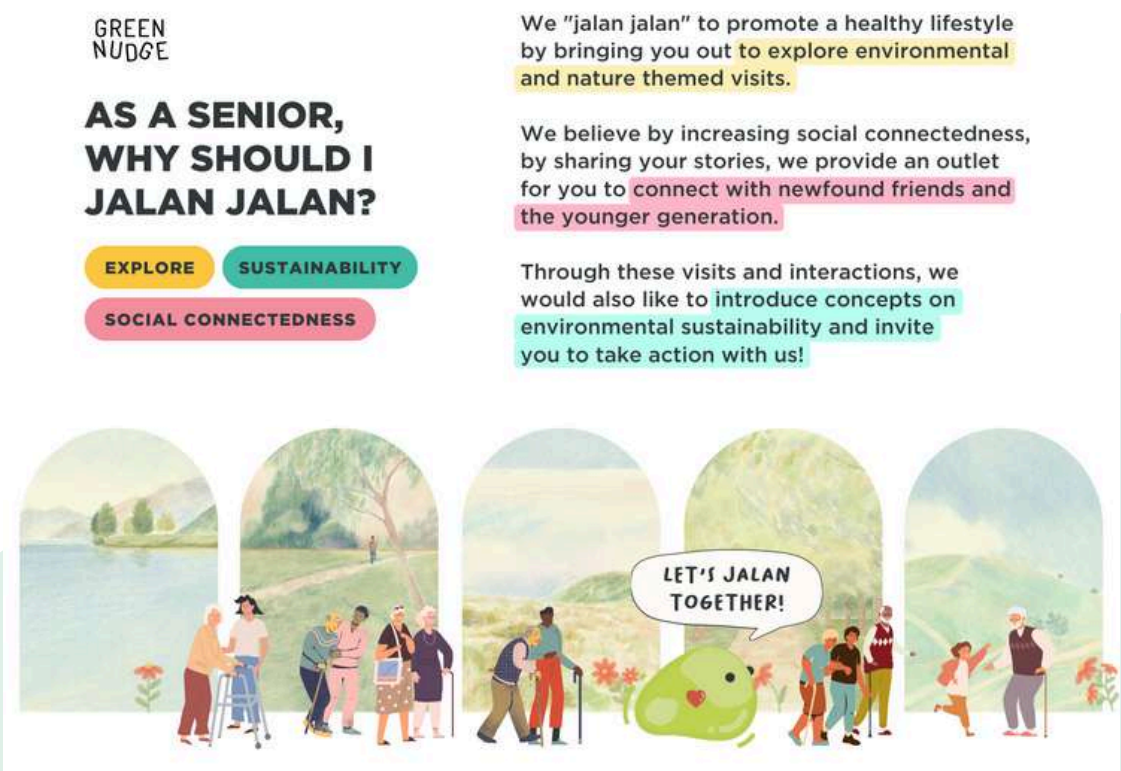 GREEN
NUDGE
AS A SENIOR,
WHY SHOULD I
JALAN JALAN?
EXPLORE
SUSTAINABILITY
SOCIAL CONNECTEDNESS
We "jalan jalan" to promote a healthy lifestyle
by bringing you out to explore environmental
and nature themed visits.
We believe by increasing social connectedness,
by sharing your stories, we provide an outlet
for you to connect with newfound friends and
the younger generation.
Through these visits and interactions, we
would also like to introduce concepts on
environmental sustainability and invite
you to take action with us!
LET'S JALAN
TOGETHER!